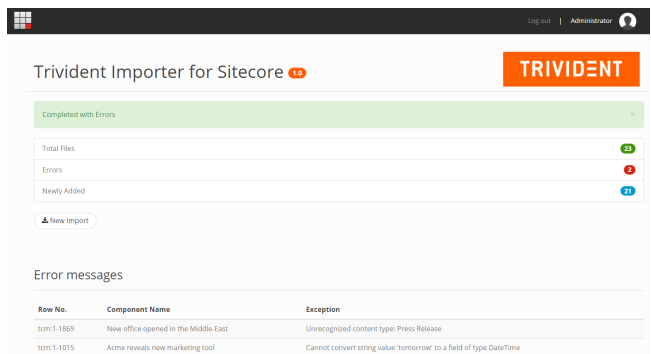 Log out | Administrator
Trivident Importer for Sitecore 1.0
TRIVIDENT
Completed with Errors ×
Total Files 23
Errors 2
Newly Added 21
New Import
Error messages
Row No. Component Name Exception
tcm:1-1869 New office opened in the Middle-East Unrecognized content type: Press Release
tcm:1-1015 Acme reveals new marketing tool Cannot convert string value 'tomorrow' to a field of type DateTime